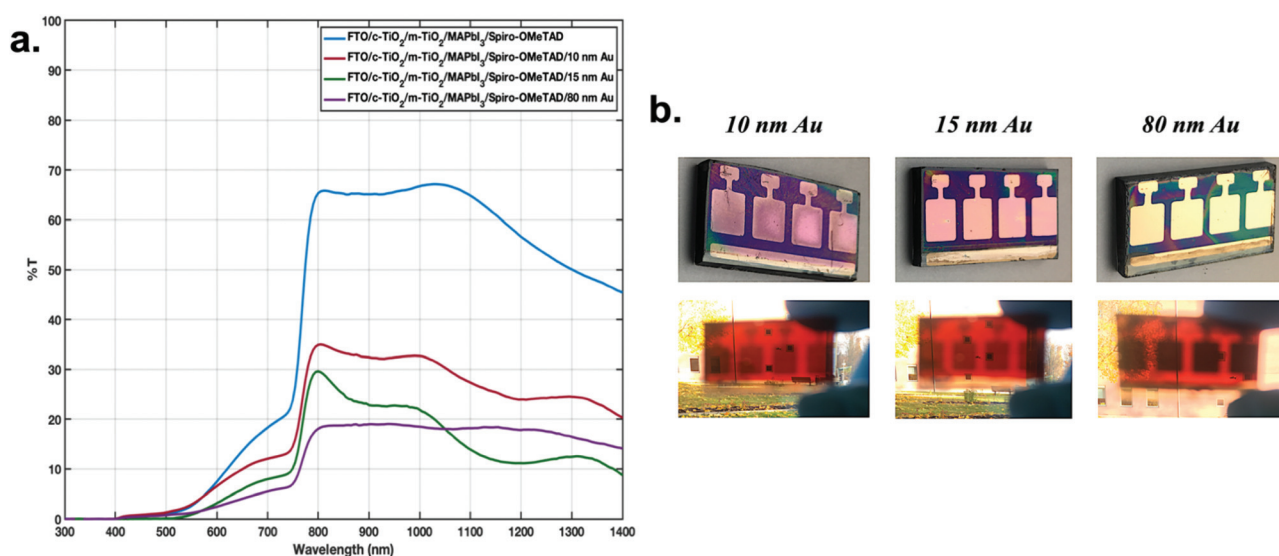 a.
100
90
80
70
60
50
40
30
20
10
0
%T
300 400 500 600 700 800 900 1000 1100 1200 1300 1400
Wavelength (nm)
FTO/c-TiO2/m-TiO2/MAPbI3/Spiro-OMeTAD
FTO/c-TiO2/m-TiO2/MAPbI3/Spiro-OMeTAD/10 nm Au
FTO/c-TiO2/m-TiO2/MAPbI3/Spiro-OMeTAD/15 nm Au
FTO/c-TiO2/m-TiO2/MAPbI3/Spiro-OMeTAD/80 nm Au
b.
10 nm Au 15 nm Au 80 nm Au